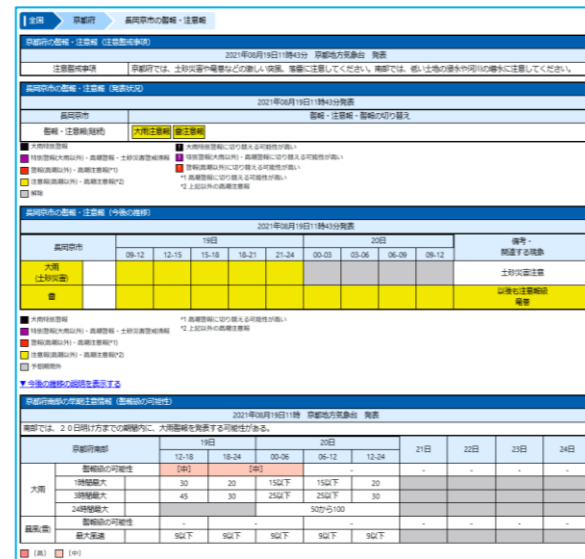 全国 京都府 長岡京市の警報・注意報
京都府の警報・注意報（注意警戒事項）
2021年08月19日11時43分 京都地方気象台 発表
注意警戒事項 京都府では、土砂災害や竜巻などの激しい突風、落雷に注意してください。南部では、低い土地の浸水や河川の増水に注意してください。
長岡京市の警報・注意報（発表状況）
2021年08月19日11時43分発表
長岡京市 警報・注意報・警報の切り替え
警報・注意報(継続) 大雨注意報 雷注意報
大雨特別警報 ! 大雨特別警報に切り替える可能性が高い
特別警報(大雨以外)・高潮警報・土砂災害警戒情報 ! 特別警報(大雨以外)・高潮警報に切り替える可能性が高い
警報(高潮以外)・高潮注意報(*1) ! 警報(高潮以外)に切り替える可能性が高い
注意報(高潮以外)・高潮注意報(*2) *1 高潮警報に切り替える可能性が高い
解除 *2 上記以外の高潮注意報
長岡京市の警報・注意報（今後の推移）
2021年08月19日11時43分発表
長岡京市 19日 20日 備考・関連する現象
09-12 12-15 15-18 18-21 21-24 00-03 03-06 06-09 09-12
大雨
(土砂災害) 土砂災害注意
雷 以後も注意報級
竜巻
大雨特別警報 *1 高潮警報に切り替える可能性が高い
特別警報(大雨以外)・高潮警報・土砂災害警戒情報 *2 上記以外の高潮注意報
警報(高潮以外)・高潮注意報(*1)
注意報(高潮以外)・高潮注意報(*2)
予想期間外
▼ 今後の推移の説明を表示する
京都府南部の早期注意情報（警報級の可能性）
2021年08月19日11時 京都地方気象台 発表
南部では、２０日明け方までの期間内に、大雨警報を発表する可能性がある。
京都府南部 19日 20日 21日 22日 23日 24日
12-18 18-24 00-06 06-12 12-24
大雨 警報級の可能性 [中] [中] - - - - -
1時間最大 30 20 15以下 15以下 20
3時間最大 45 30 25以下 25以下 30
24時間最大 50から100
暴風(雪) 警報級の可能性 - - - - - - -
最大風速 9以下 9以下 9以下 9以下 9以下
[高] [中]